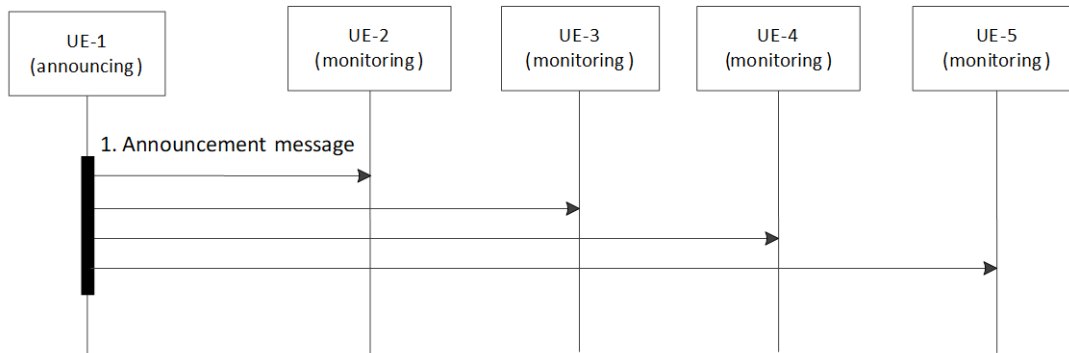 UE-1
(announcing)
UE-2
(monitoring)
UE-3
(monitoring)
UE-4
(monitoring)
UE-5
(monitoring)
1. Announcement message